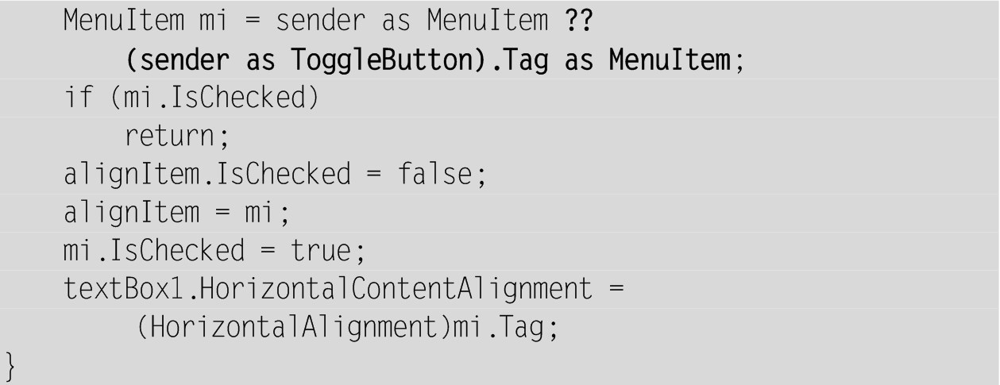 MenuItem mi = sender as MenuItem ??
(sender as ToggleButton).Tag as MenuItem;
if (mi.IsChecked)
return;
alignItem.IsChecked = false;
alignItem = mi;
mi.IsChecked = true;
textBox1.HorizontalContentAlignment =
(HorizontalAlignment)mi.Tag;
}